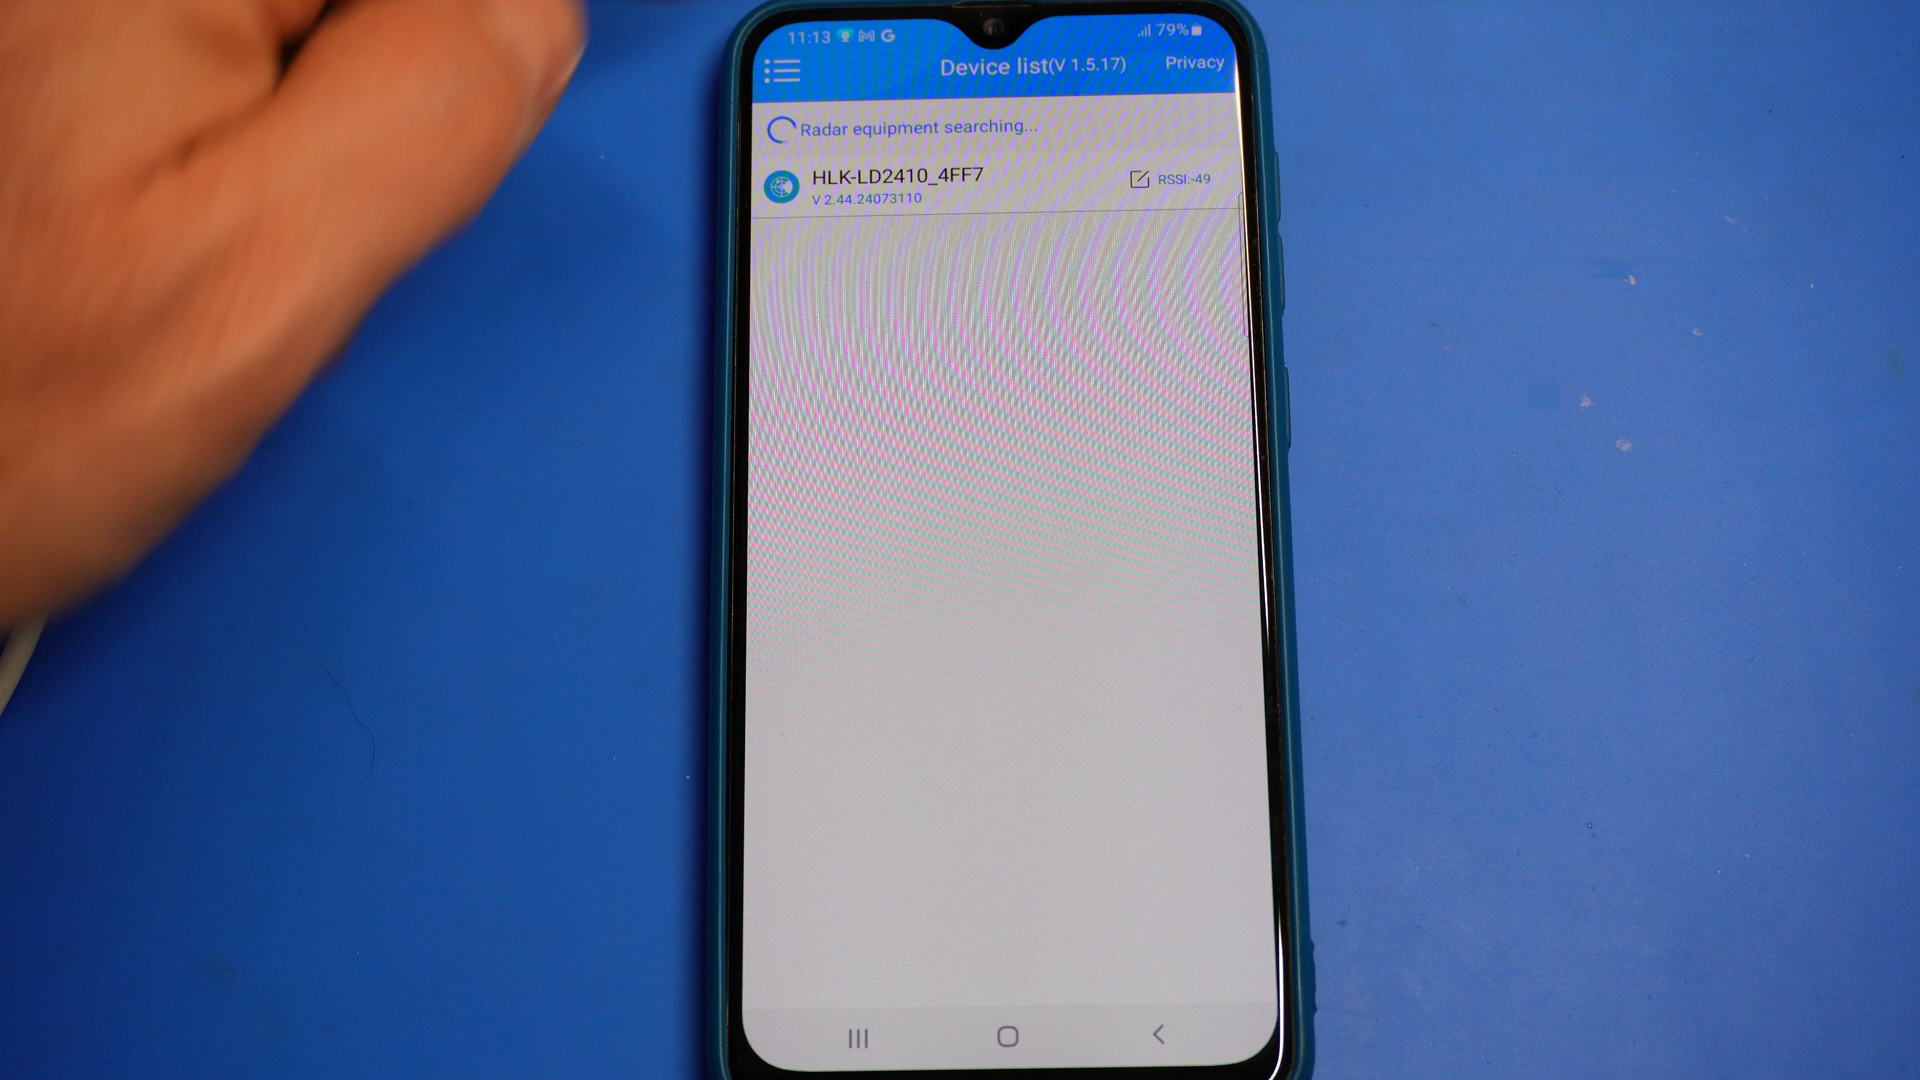 11:13 79%
Device list(V 1.5.17) Privacy
Radar equipment searching...
HLK-LD2410_4FF7 RSSI:-49
V 2.44.24073110